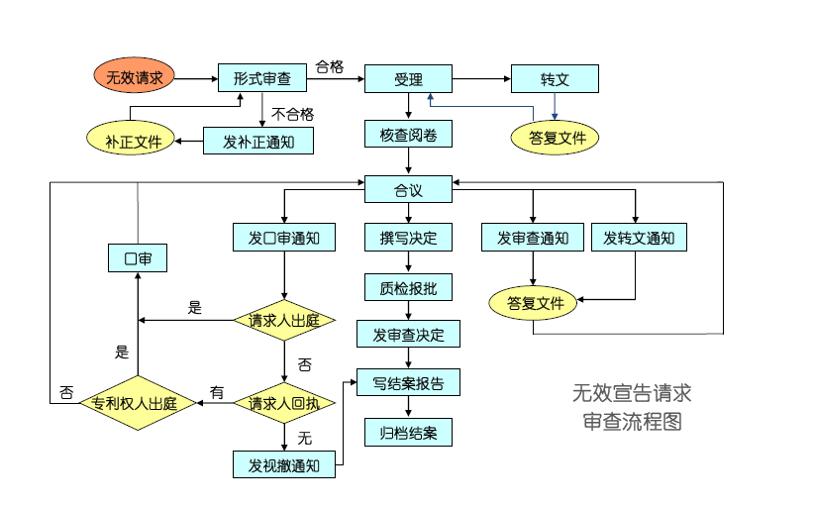 无效请求
形式审查
合格
受理
转文
不合格
补正文件
发补正通知
核查阅卷
答复文件
合议
发口审通知
撰写决定
发审查通知
发转文通知
口审
质检报批
答复文件
是
请求人出庭
发审查决定
是
否
写结案报告
否
专利权人出庭
有
请求人回执
无
归档结案
发视撤通知
无效宣告请求
审查流程图